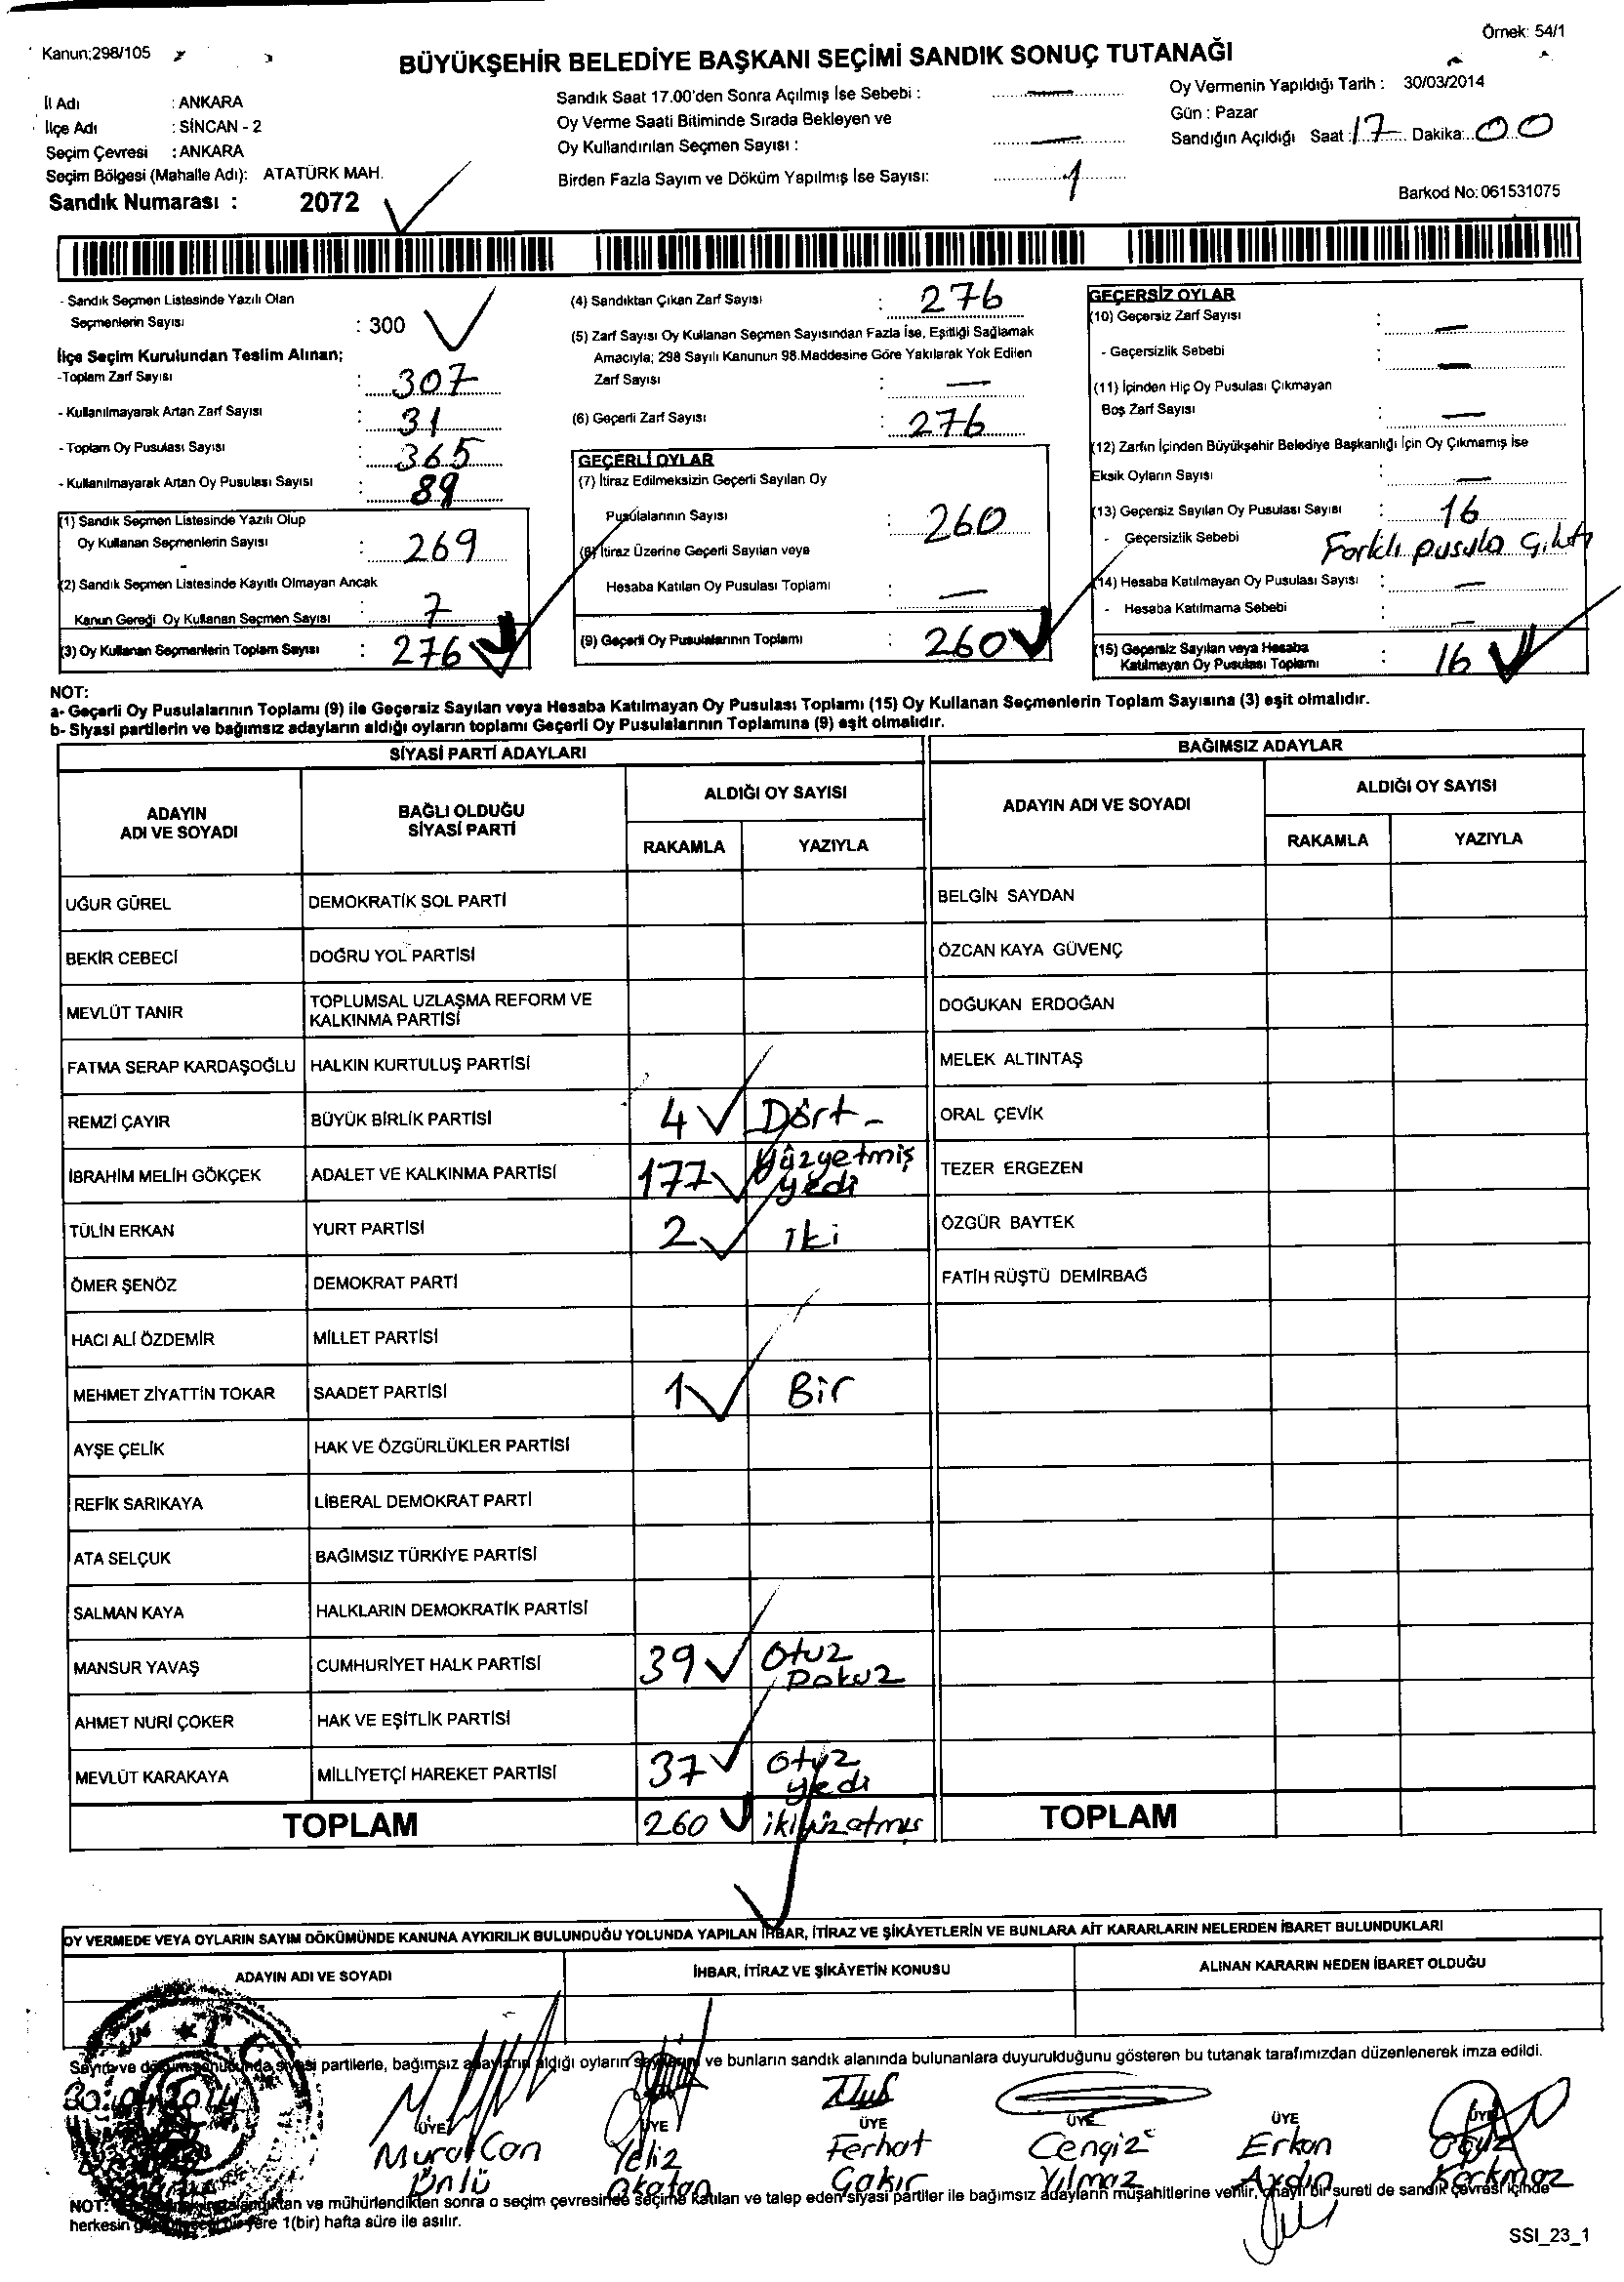 Kanun:298/105
Örnek: 54/1
BÜYÜKŞEHİR BELEDİYE BAŞKANI SEÇİMİ SANDIK SONUÇ TUTANAĞI
İl Adı : ANKARA
İlçe Adı : SİNCAN - 2
Seçim Çevresi : ANKARA
Seçim Bölgesi (Mahalle Adı): ATATÜRK MAH.
Sandık Numarası : 2072
Sandık Saat 17.00'den Sonra Açılmış İse Sebebi : —
Oy Verme Saati Bitiminde Sırada Bekleyen ve
Oy Kullandırılan Seçmen Sayısı : —
Birden Fazla Sayım ve Döküm Yapılmış İse Sayısı: 1
Oy Vermenin Yapıldığı Tarih : 30/03/2014
Gün : Pazar
Sandığın Açıldığı Saat : 17 Dakika: 00
Barkod No: 061531075
- Sandık Seçmen Listesinde Yazılı Olan
Seçmenlerin Sayısı : 300
İlçe Seçim Kurulundan Teslim Alınan;
-Toplam Zarf Sayısı : 307
- Kullanılmayarak Artan Zarf Sayısı : 31
- Toplam Oy Pusulası Sayısı : 365
- Kullanılmayarak Artan Oy Pusulası Sayısı : 89
(1) Sandık Seçmen Listesinde Yazılı Olup
Oy Kullanan Seçmenlerin Sayısı : 269
(2) Sandık Seçmen Listesinde Kayıtlı Olmayan Ancak
Kanun Gereği Oy Kullanan Seçmen Sayısı : 7
(3) Oy Kullanan Seçmenlerin Toplam Sayısı : 276
(4) Sandıktan Çıkan Zarf Sayısı : 276
(5) Zarf Sayısı Oy Kullanan Seçmen Sayısından Fazla İse, Eşitliği Sağlamak
Amacıyla; 298 Sayılı Kanunun 98.Maddesine Göre Yakılarak Yok Edilen
Zarf Sayısı : —
(6) Geçerli Zarf Sayısı : 276
GEÇERLİ OYLAR
(7) İtiraz Edilmeksizin Geçerli Sayılan Oy
Pusulalarının Sayısı : 260
(8) İtiraz Üzerine Geçerli Sayılan veya
Hesaba Katılan Oy Pusulası Toplamı : —
(9) Geçerli Oy Pusulalarının Toplamı : 260
GEÇERSİZ OYLAR
(10) Geçersiz Zarf Sayısı : —
- Geçersizlik Sebebi : —
(11) İçinden Hiç Oy Pusulası Çıkmayan
Boş Zarf Sayısı : —
(12) Zarfın İçinden Büyükşehir Belediye Başkanlığı İçin Oy Çıkmamış İse
Eksik Oyların Sayısı : —
(13) Geçersiz Sayılan Oy Pusulası Sayısı : 16
- Geçersizlik Sebebi Farklı pusula çıktı
(14) Hesaba Katılmayan Oy Pusulası Sayısı : —
- Hesaba Katılmama Sebebi : —
(15) Geçersiz Sayılan veya Hesaba
Katılmayan Oy Pusulası Toplamı : 16
NOT:
a- Geçerli Oy Pusulalarının Toplamı (9) ile Geçersiz Sayılan veya Hesaba Katılmayan Oy Pusulası Toplamı (15) Oy Kullanan Seçmenlerin Toplam Sayısına (3) eşit olmalıdır.
b- Siyasi partilerin ve bağımsız adayların aldığı oyların toplamı Geçerli Oy Pusulalarının Toplamına (9) eşit olmalıdır.
SİYASİ PARTİ ADAYLARI
ADAYIN ADI VE SOYADI
BAĞLI OLDUĞU SİYASİ PARTİ
ALDIĞI OY SAYISI
RAKAMLA YAZIYLA
UĞUR GÜREL DEMOKRATİK SOL PARTİ
BEKİR CEBECİ DOĞRU YOL PARTİSİ
MEVLÜT TANIR TOPLUMSAL UZLAŞMA REFORM VE
KALKINMA PARTİSİ
FATMA SERAP KARDAŞOĞLU HALKIN KURTULUŞ PARTİSİ
REMZİ ÇAYIR BÜYÜK BİRLİK PARTİSİ 4 Dört -
İBRAHİM MELİH GÖKÇEK ADALET VE KALKINMA PARTİSİ 177 yüzyetmiş
yedi
TÜLİN ERKAN YURT PARTİSİ 2 iki
ÖMER ŞENÖZ DEMOKRAT PARTİ
HACI ALİ ÖZDEMİR MİLLET PARTİSİ
MEHMET ZİYATTİN TOKAR SAADET PARTİSİ 1 Bir
AYŞE ÇELİK HAK VE ÖZGÜRLÜKLER PARTİSİ
REFİK SARIKAYA LİBERAL DEMOKRAT PARTİ
ATA SELÇUK BAĞIMSIZ TÜRKİYE PARTİSİ
SALMAN KAYA HALKLARIN DEMOKRATİK PARTİSİ
MANSUR YAVAŞ CUMHURİYET HALK PARTİSİ 39 Otuz
Dokuz
AHMET NURİ ÇOKER HAK VE EŞİTLİK PARTİSİ
MEVLÜT KARAKAYA MİLLİYETÇİ HAREKET PARTİSİ 37 Otuz
yedi
TOPLAM 260 ikiyüzatmış
BAĞIMSIZ ADAYLAR
ADAYIN ADI VE SOYADI
ALDIĞI OY SAYISI
RAKAMLA YAZIYLA
BELGİN SAYDAN
ÖZCAN KAYA GÜVENÇ
DOĞUKAN ERDOĞAN
MELEK ALTINTAŞ
ORAL ÇEVİK
TEZER ERGEZEN
ÖZGÜR BAYTEK
FATİH RÜŞTÜ DEMİRBAĞ
TOPLAM
OY VERMEDE VEYA OYLARIN SAYIM DÖKÜMÜNDE KANUNA AYKIRILIK BULUNDUĞU YOLUNDA YAPILAN İHBAR, İTİRAZ VE ŞİKÂYETLERİN VE BUNLARA AİT KARARLARIN NELERDEN İBARET BULUNDUKLARI
ADAYIN ADI VE SOYADI İHBAR, İTİRAZ VE ŞİKÂYETİN KONUSU ALINAN KARARIN NEDEN İBARET OLDUĞU
Sayım ve döküm sonucunda siyasi partilerle, bağımsız adayların aldığı oyların sayılarını ve bunların sandık alanında bulunanlara duyurulduğunu gösteren bu tutanak tarafımızdan düzenlenerek imza edildi.
ÜYE ÜYE ÜYE ÜYE ÜYE ÜYE
Murat Can Yeliz Ferhat Cengiz Erkan Oğuz
Ünlü Okatan Çakır Yılmaz Aydın Korkmaz
NOT: ve mühürlendikten sonra o seçim çevresinde seçime katılan ve talep eden siyasi partiler ile bağımsız adayların müşahitlerine verilir, onaylı bir sureti de sandık çevresi içinde
herkesin yere 1(bir) hafta süre ile asılır.
SSI_23_1